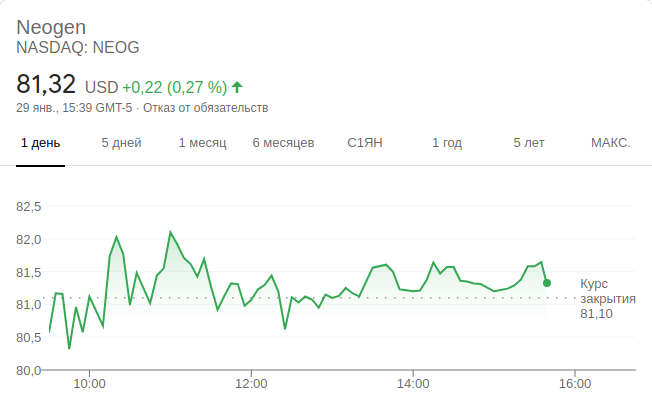 Neogen
NASDAQ: NEOG
81,32 USD +0,22 (0,27 %)
29 янв., 15:39 GMT-5 · Отказ от обязательств
1 день 5 дней 1 месяц 6 месяцев С1ЯН 1 год 5 лет МАКС.
82,5
82,0
81,5
81,0
80,5
80,0
Курс
закрытия
81,10
10:00 12:00 14:00 16:00